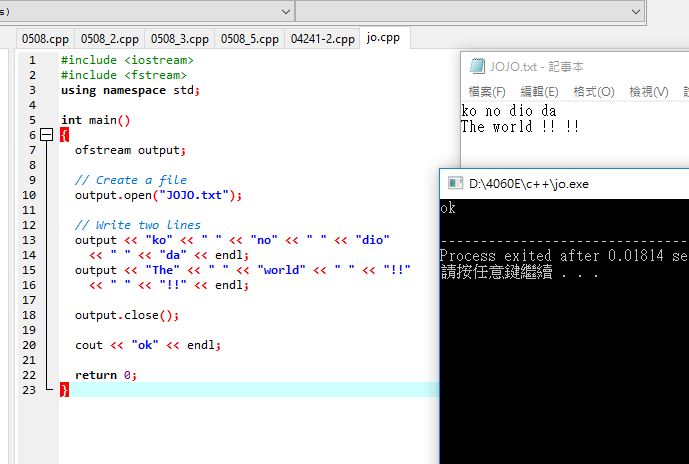 s)
0508.cpp 0508_2.cpp 0508_3.cpp 0508_5.cpp 04241-2.cpp jo.cpp
1 #include <iostream>
2 #include <fstream>
3 using namespace std;
4
5 int main()
6 {
7 ofstream output;
8
9 // Create a file
10 output.open("JOJO.txt");
11
12 // Write two lines
13 output << "ko" << " " << "no" << " " << "dio"
14 << " " << "da" << endl;
15 output << "The" << " " << "world" << " " << "!!"
16 << " " << "!!" << endl;
17
18 output.close();
19
20 cout << "ok" << endl;
21
22 return 0;
23 }
JOJO.txt - 記事本
檔案(F) 編輯(E) 格式(O) 檢視(V)
ko no dio da
The world !! !!
D:\4060E\c++\jo.exe
ok
--------------------------------
Process exited after 0.01814 se
請按任意鍵繼續 . . .